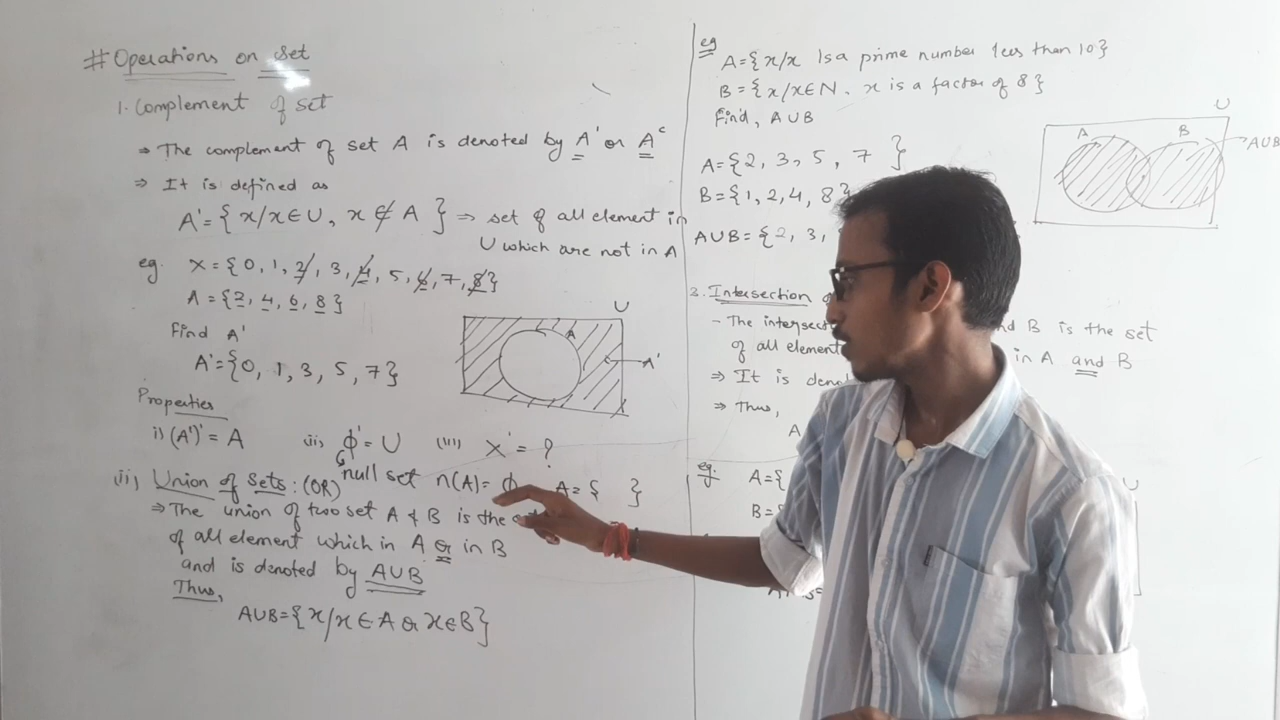 # Operations on set
1. Complement of set
⇒ The complement of set A is denoted by A' or Aᶜ
⇒ It is defined as
A'={x/x∈U, x∉A} ⇒ set of all element in
U which are not in A
eg. X={0, 1, 2, 3, 4, 5, 6, 7, 8}
A={2, 4, 6, 8}
Find A'
A'={0, 1, 3, 5, 7}
U
A
A'
Properties
i) (A')' = A (ii) ϕ' = U (iii) X' = ?
null set n(A)= ϕ A={ }
(ii) Union of Sets: (OR)
⇒ The union of two set A & B is the
of all element which in A or in B
and is denoted by AUB
Thus,
AUB={x/x∈A or x∈B}
eg A={x/x Is a prime number less than 10}
B={x/x∈N, x is a factor of 8}
Find, AUB
A={2, 3, 5, 7}
B={1, 2, 4, 8}
AUB={2, 3,
U
A B
AUB
3. Intersection
- The B is the set
of all in A and B
⇒ It is
⇒ Thus,
A
eg. A={
B=
U